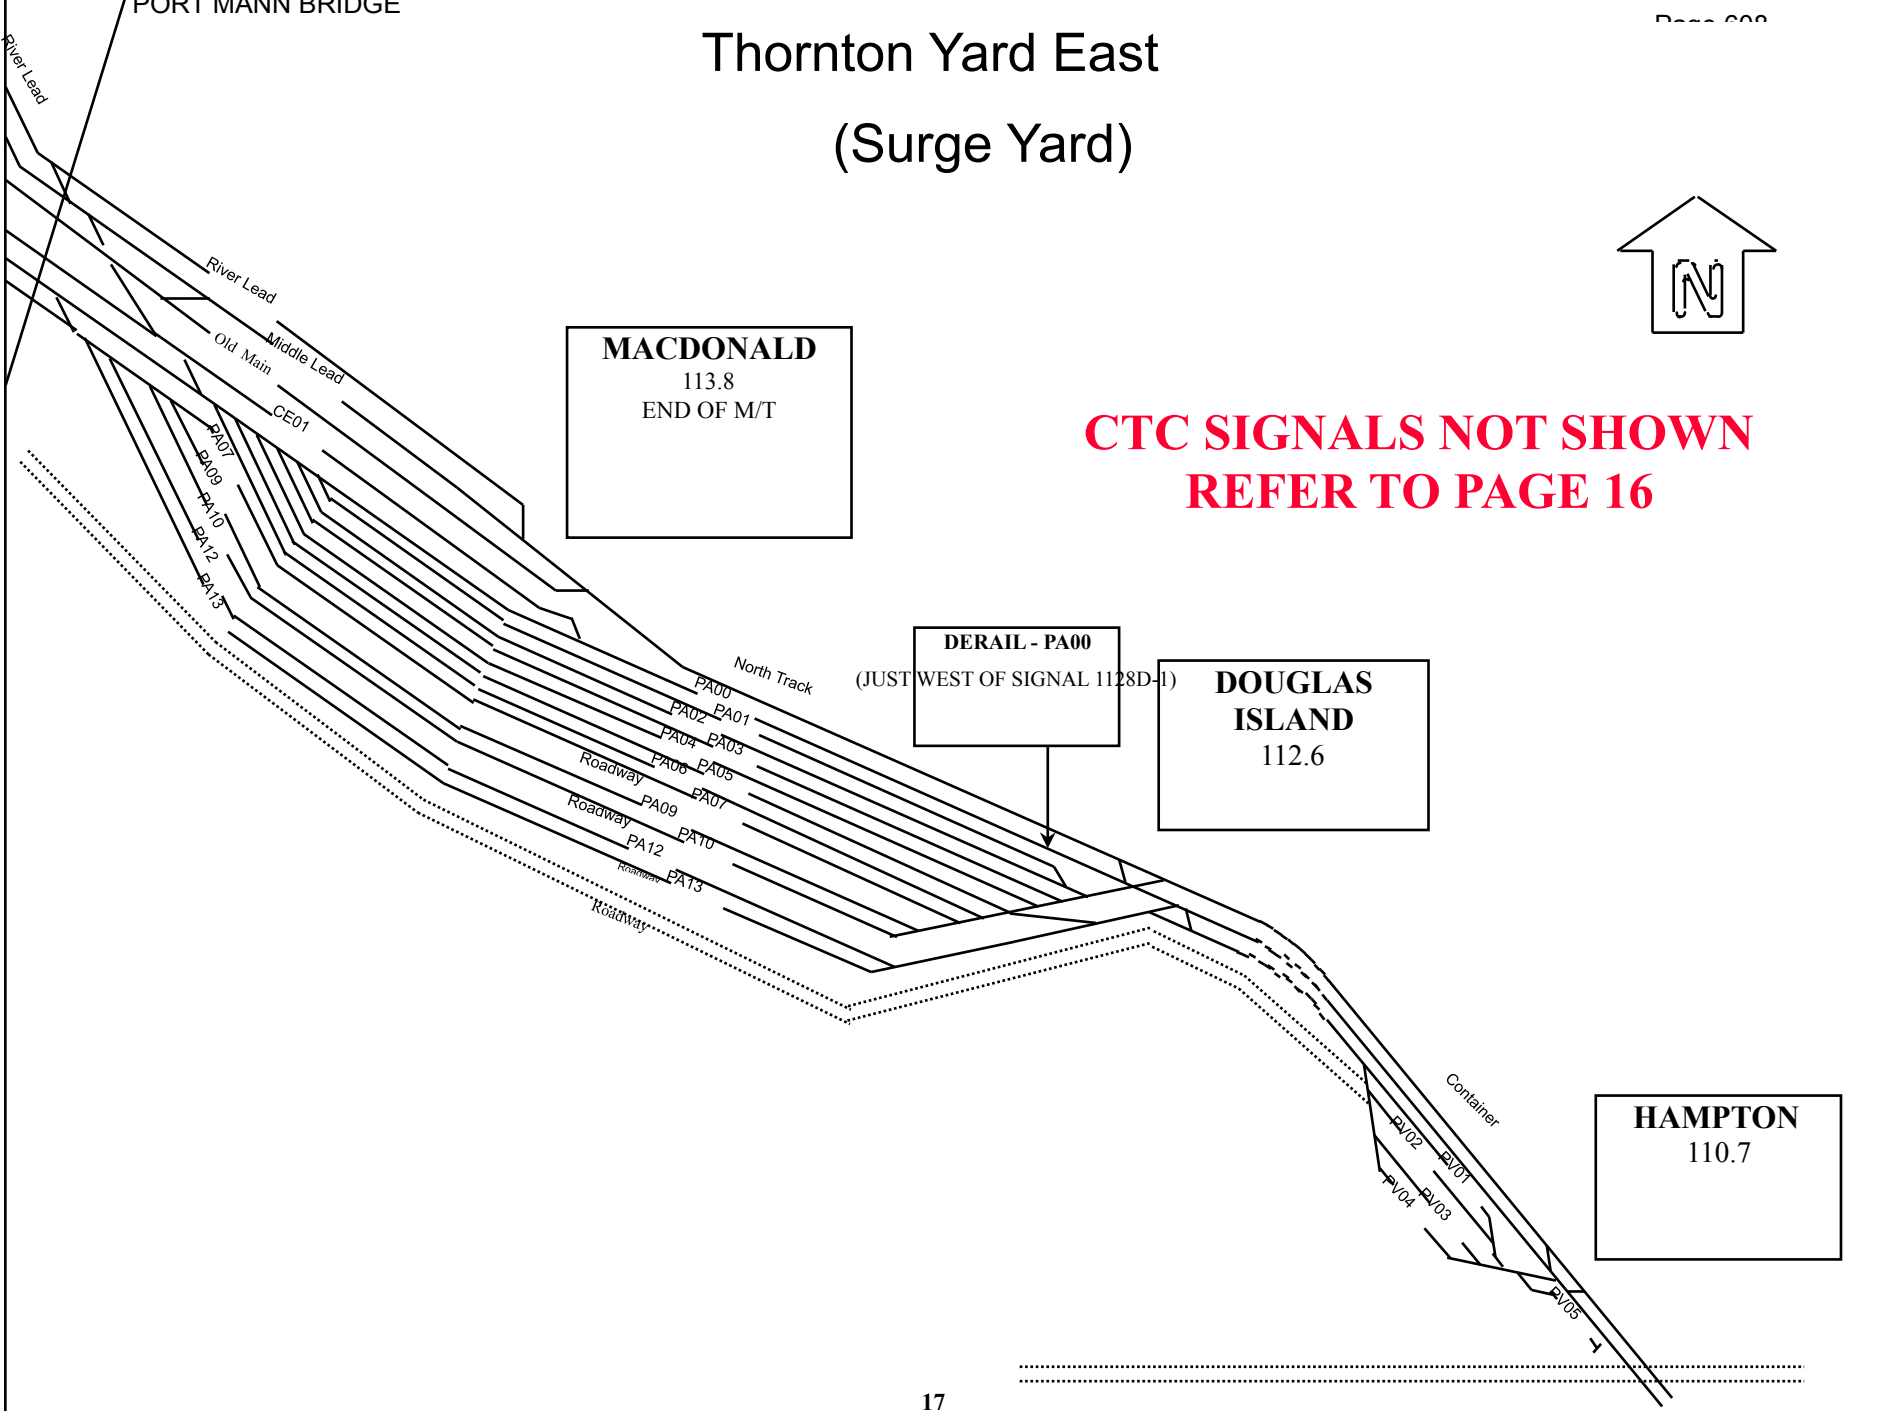 PORT MANN BRIDGE
Page 608
Thornton Yard East
(Surge Yard)
River Lead
N
River Lead
Middle Lead
Old Main
CE01
MACDONALD
113.8
END OF M/T
CTC SIGNALS NOT SHOWN
REFER TO PAGE 16
PA07
PA09
PA10
PA12
PA13
DERAIL - PA00
(JUST WEST OF SIGNAL 1128D-1)
DOUGLAS
ISLAND
112.6
North Track
PA00
PA01
PA02
PA03
PA04
PA05
PA06
PA07
Roadway
PA09
Roadway
PA10
PA12
Roadway
PA13
Roadway
Container
HAMPTON
110.7
PV02
PV01
PV04
PV03
PV05
17